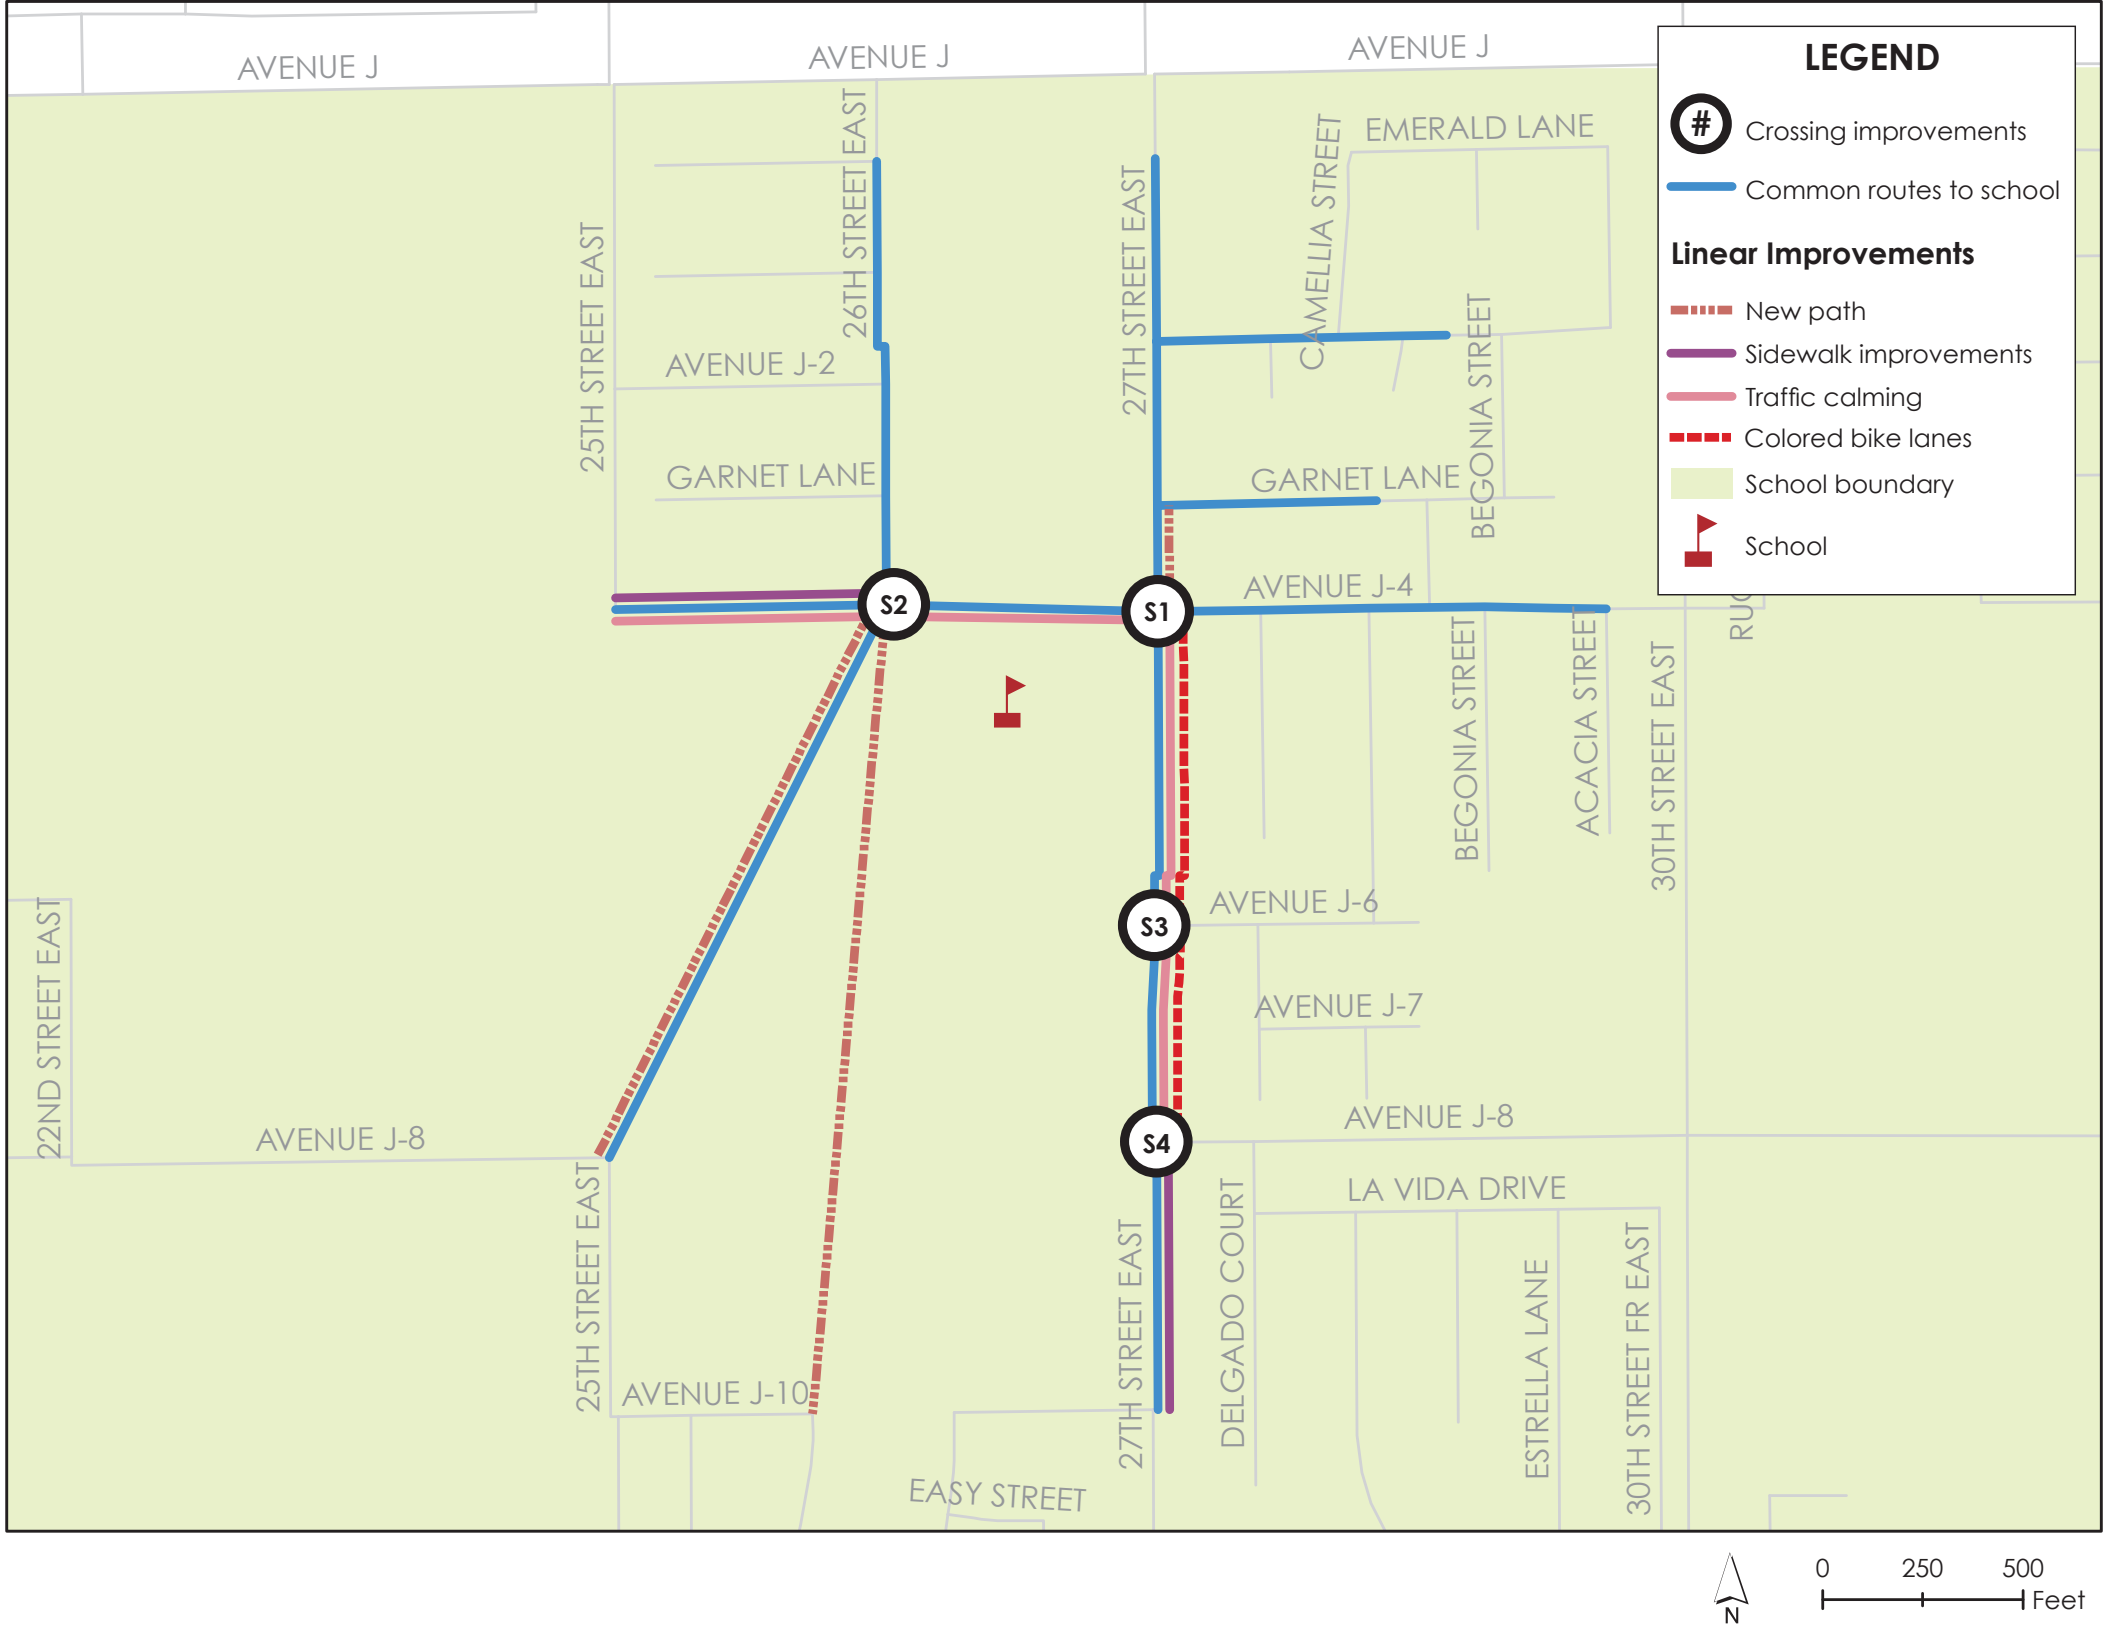 AVENUE J
AVENUE J
AVENUE J
LEGEND
#
Crossing improvements
Common routes to school
Linear Improvements
New path
Sidewalk improvements
Traffic calming
Colored bike lanes
School boundary
School
26TH STREET EAST
26TH STREET EAST
25TH STREET EAST
27TH STREET EAST
CAMELLIA STREET
EMERALD LANE
BEGONIA STREET
AVENUE J-2
GARNET LANE
GARNET LANE
AVENUE J-4
S2
S1
BEGONIA STREET
ACACIA STREET
30TH STREET EAST
RUC
22ND STREET EAST
AVENUE J-6
S3
AVENUE J-7
AVENUE J-8
AVENUE J-8
S4
25TH STREET EAST
27TH STREET EAST
DELGADO COURT
LA VIDA DRIVE
ESTRELLA LANE
30TH STREET FR EAST
AVENUE J-10
EASY STREET
N
0 250 500
Feet